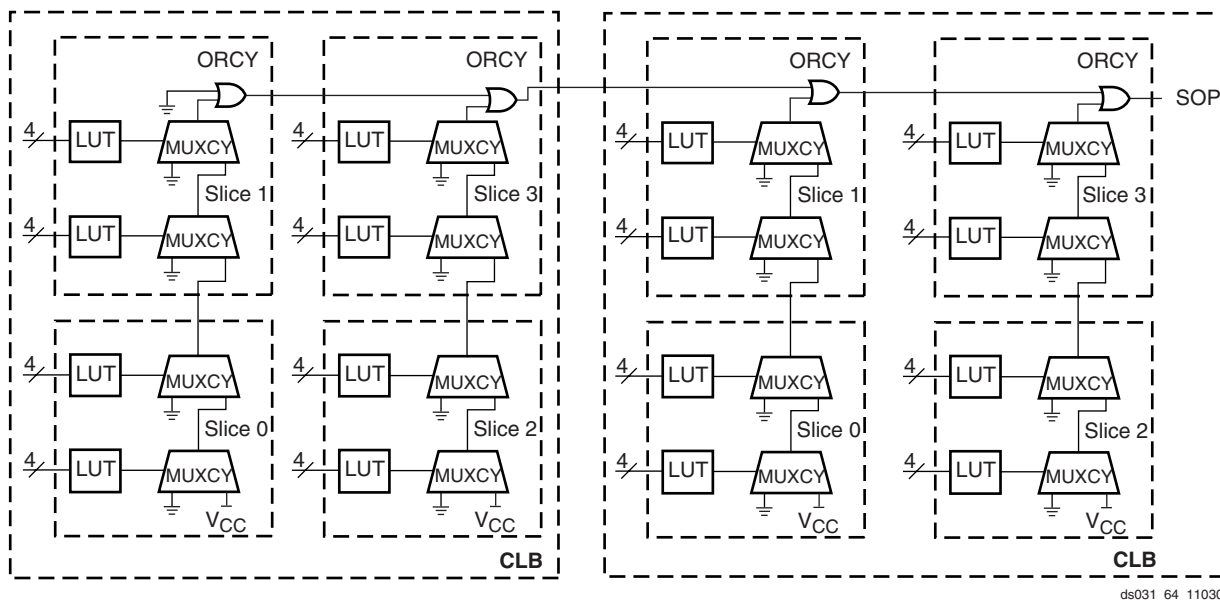 ORCY ORCY ORCY ORCY
SOP
4 LUT MUXCY 4 LUT MUXCY 4 LUT MUXCY 4 LUT MUXCY
Slice 1 Slice 3 Slice 1 Slice 3
4 LUT MUXCY 4 LUT MUXCY 4 LUT MUXCY 4 LUT MUXCY
4 LUT MUXCY 4 LUT MUXCY 4 LUT MUXCY 4 LUT MUXCY
Slice 0 Slice 2 Slice 0 Slice 2
4 LUT MUXCY 4 LUT MUXCY 4 LUT MUXCY 4 LUT MUXCY
VCC VCC VCC VCC
CLB CLB
ds031_64_11030